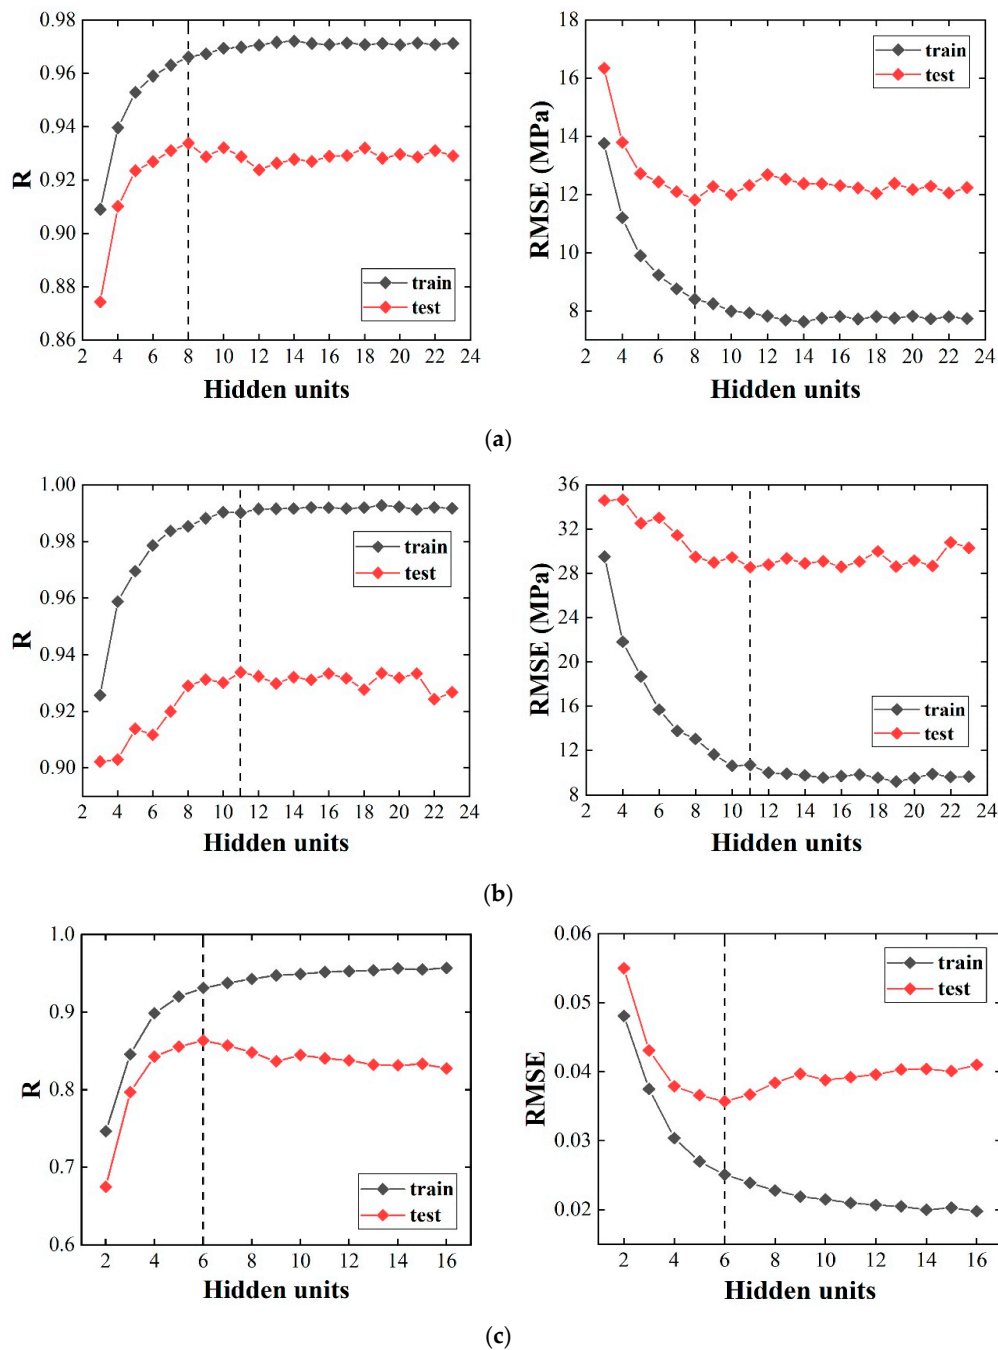 0.98
0.96
0.94
0.92
0.90
0.88
0.86
R
train
test
2 4 6 8 10 12 14 16 18 20 22 24
Hidden units
18
16
14
12
10
8
RMSE (MPa)
train
test
2 4 6 8 10 12 14 16 18 20 22 24
Hidden units
(a)
1.00
0.98
0.96
0.94
0.92
0.90
R
train
test
2 4 6 8 10 12 14 16 18 20 22 24
Hidden units
36
32
28
24
20
16
12
8
RMSE (MPa)
train
test
2 4 6 8 10 12 14 16 18 20 22 24
Hidden units
(b)
1.0
0.9
0.8
0.7
0.6
R
train
test
2 4 6 8 10 12 14 16
Hidden units
0.06
0.05
0.04
0.03
0.02
RMSE
train
test
2 4 6 8 10 12 14 16
Hidden units
(c)